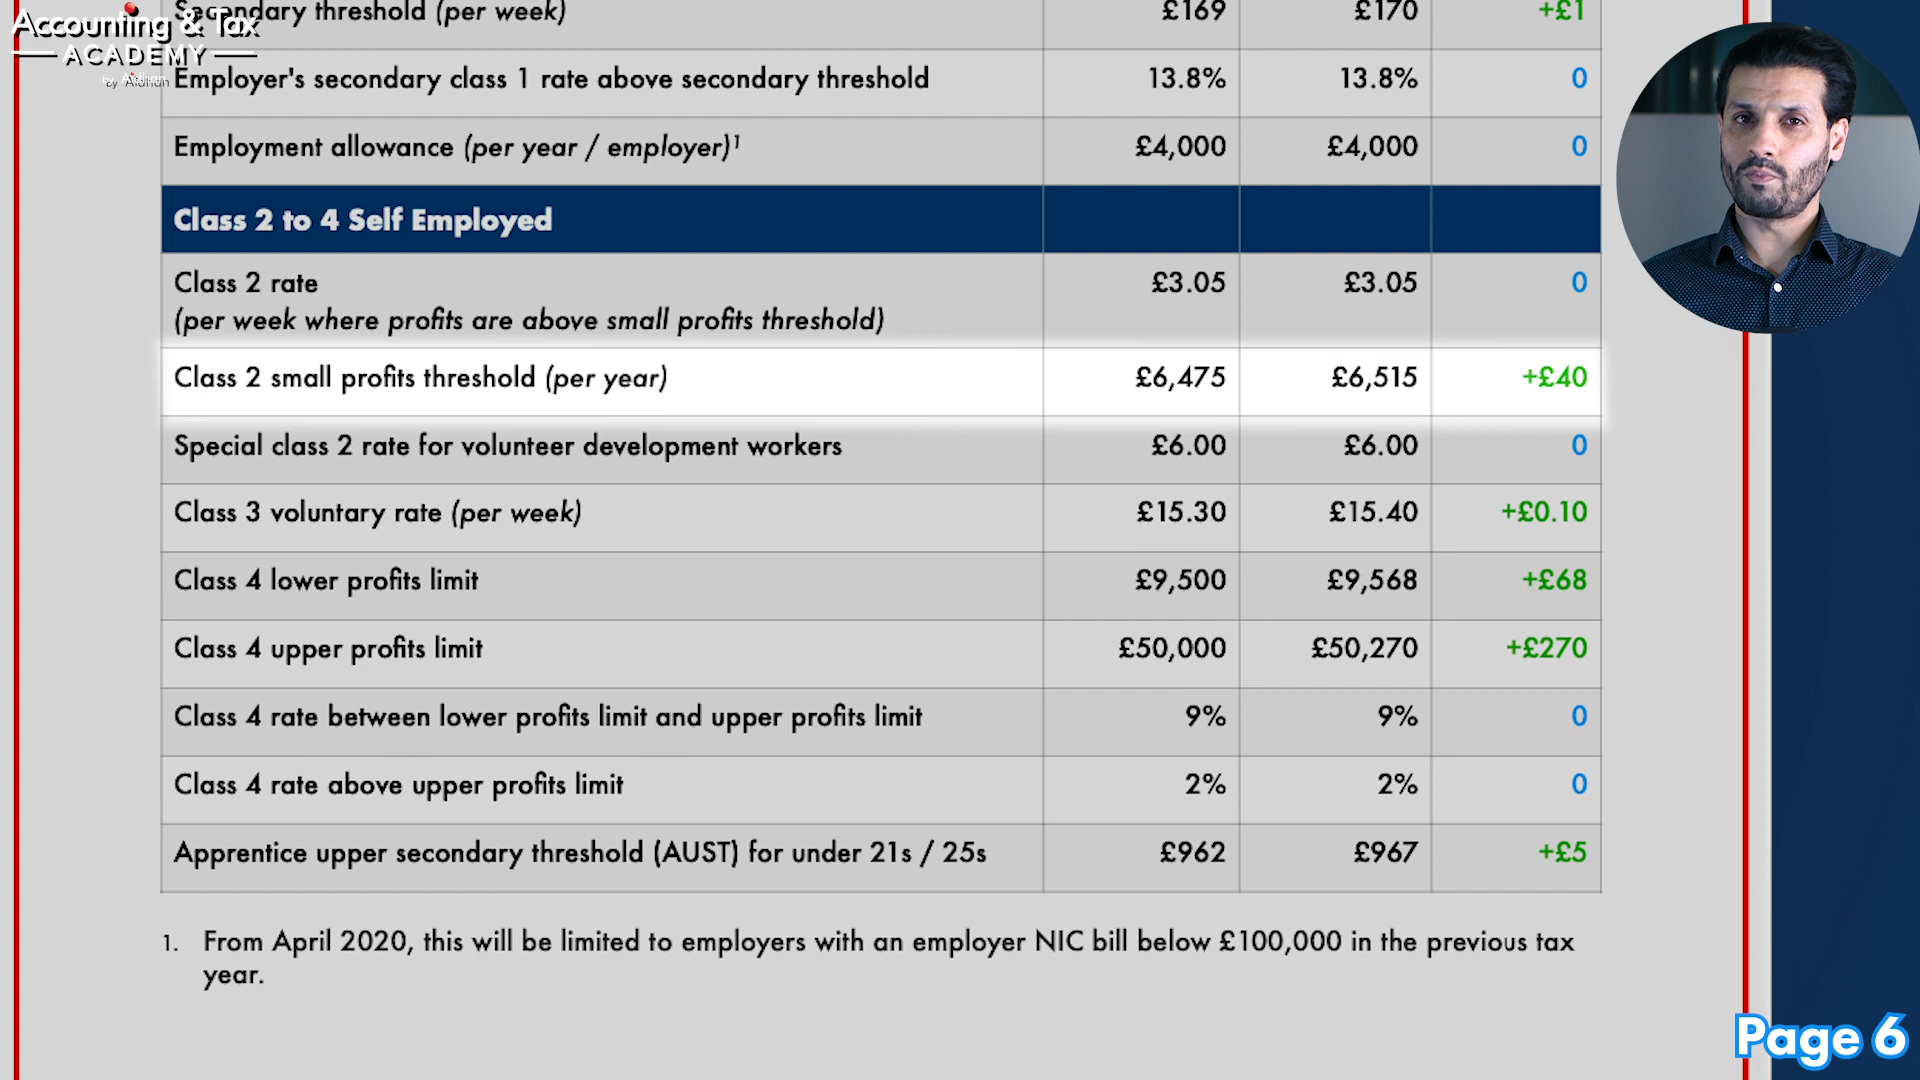 Accounting & Tax
ACADEMY
by Aidhan
Secondary threshold (per week) £169 £170 +£1
Employer's secondary class 1 rate above secondary threshold 13.8% 13.8% 0
Employment allowance (per year / employer)¹ £4,000 £4,000 0
Class 2 to 4 Self Employed
Class 2 rate £3.05 £3.05 0
(per week where profits are above small profits threshold)
Class 2 small profits threshold (per year) £6,475 £6,515 +£40
Special class 2 rate for volunteer development workers £6.00 £6.00 0
Class 3 voluntary rate (per week) £15.30 £15.40 +£0.10
Class 4 lower profits limit £9,500 £9,568 +£68
Class 4 upper profits limit £50,000 £50,270 +£270
Class 4 rate between lower profits limit and upper profits limit 9% 9% 0
Class 4 rate above upper profits limit 2% 2% 0
Apprentice upper secondary threshold (AUST) for under 21s / 25s £962 £967 +£5
1. From April 2020, this will be limited to employers with an employer NIC bill below £100,000 in the previous tax
year.
Page 6